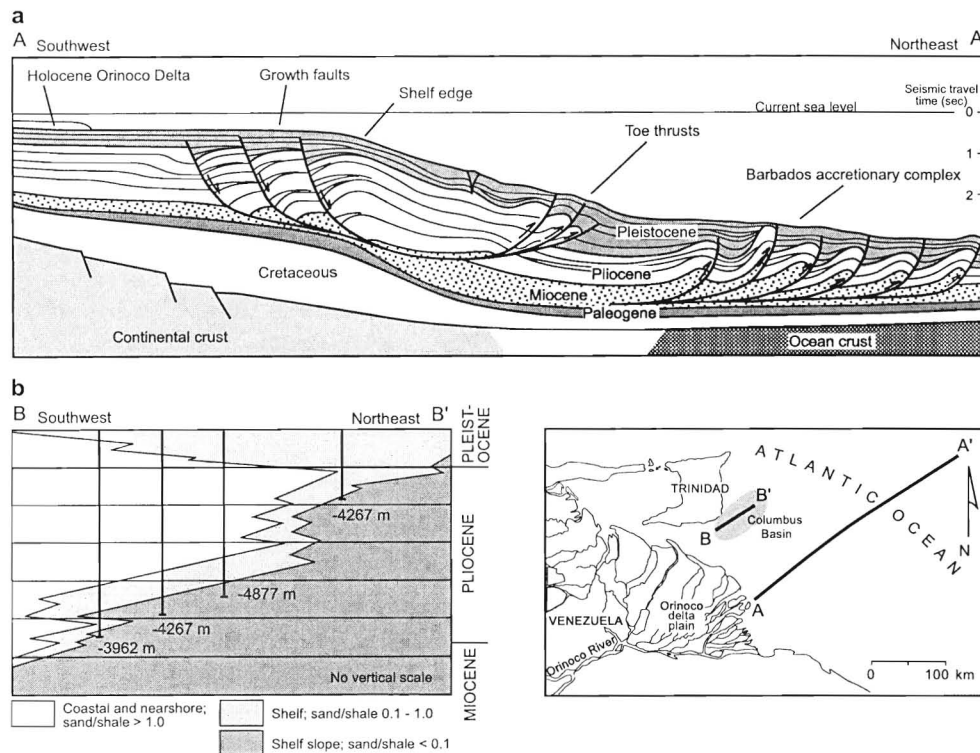 a
A Southwest Northeast A
Holocene Orinoco Delta
Growth faults
Shelf edge
Current sea level
Seismic travel
time (sec)
0
Toe thrusts
1
Barbados accretionary complex
2
Pleistocene
Cretaceous
Pliocene
Miocene
Paleogene
Continental crust
Ocean crust
b
B Southwest Northeast B'
PLEIST-
OCENE
-4267 m
PLIOCENE
-4877 m
-4267 m
-3962 m
No vertical scale
MIOCENE
Coastal and nearshore;
sand/shale > 1.0
Shelf; sand/shale 0.1 - 1.0
Shelf slope; sand/shale < 0.1
ATLANTIC OCEAN
A'
TRINIDAD
B'
B
Columbus
Basin
N
A
VENEZUELA
Orinoco
delta
plain
Orinoco River
0 100
km